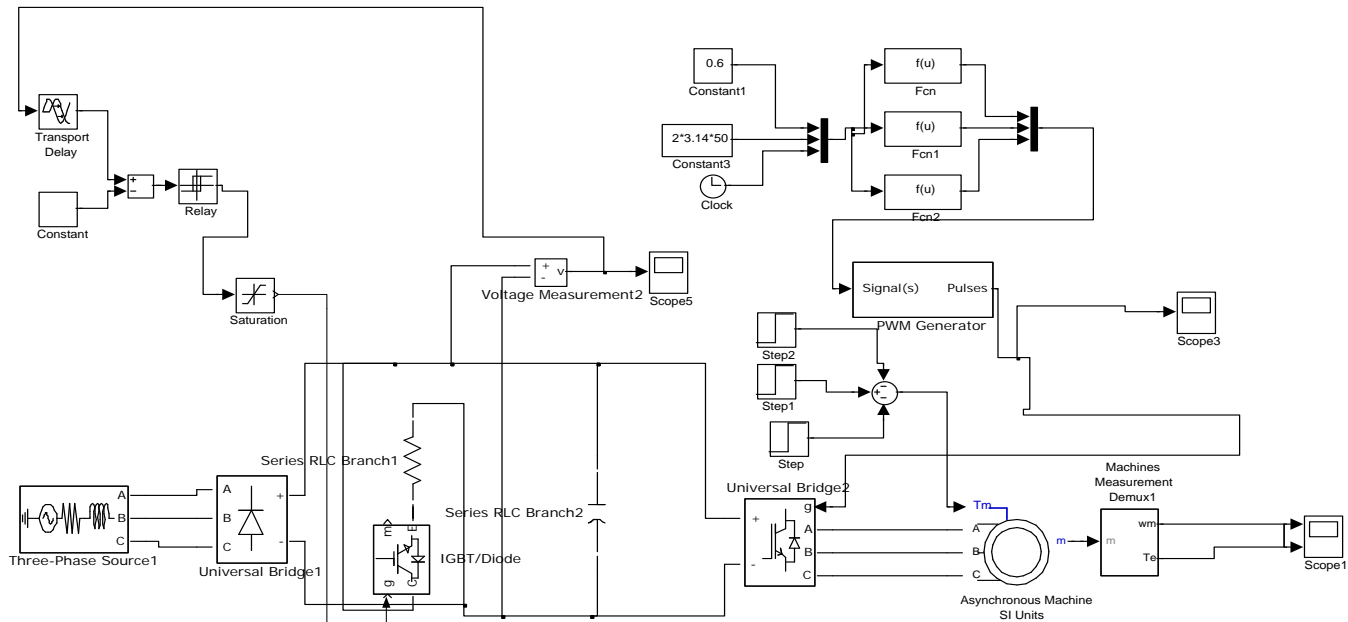 Transport
Delay
+
−
Constant
Relay
Saturation
0.6
Constant1
2*3.14*50
Constant3
Clock
f(u)
Fcn
f(u)
Fcn1
f(u)
Fcn2
+
-
v
Voltage Measurement2
Scope5
Signal(s)
Pulses
PWM Generator
Scope3
Step2
Step1
Step
−
+
−
Series RLC Branch1
Series RLC Branch2
IGBT/Diode
m
E
g
C
A
B
C
Three-Phase Source1
A
B
C
+
-
Universal Bridge1
Universal Bridge2
g
+
-
A
B
C
Tm
A
B
C
m
Asynchronous Machine
SI Units
Machines
Measurement
Demux1
m
wm
Te
Scope1